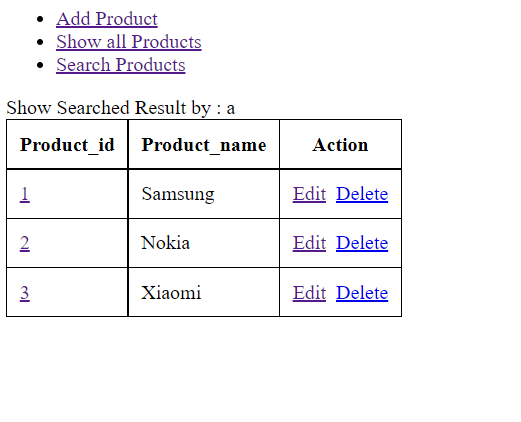 Add Product
Show all Products
Search Products
Show Searched Result by : a
Product_id Product_name Action
1 Samsung Edit Delete
2 Nokia Edit Delete
3 Xiaomi Edit Delete